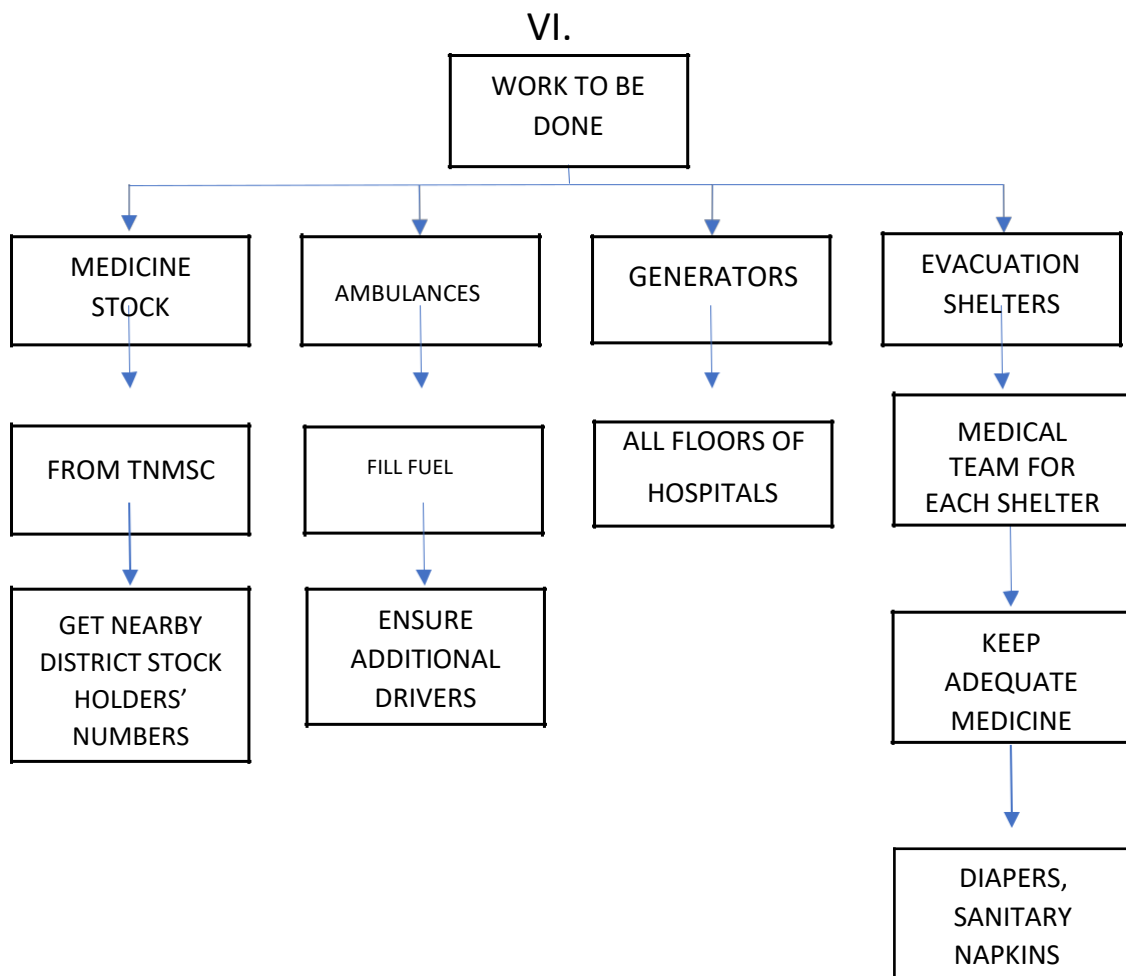 VI.
WORK TO BE
DONE
MEDICINE
STOCK
AMBULANCES
GENERATORS
EVACUATION
SHELTERS
FROM TNMSC
FILL FUEL
ALL FLOORS OF
HOSPITALS
MEDICAL
TEAM FOR
EACH SHELTER
GET NEARBY
DISTRICT STOCK
HOLDERS’
NUMBERS
ENSURE
ADDITIONAL
DRIVERS
KEEP
ADEQUATE
MEDICINE
DIAPERS,
SANITARY
NAPKINS